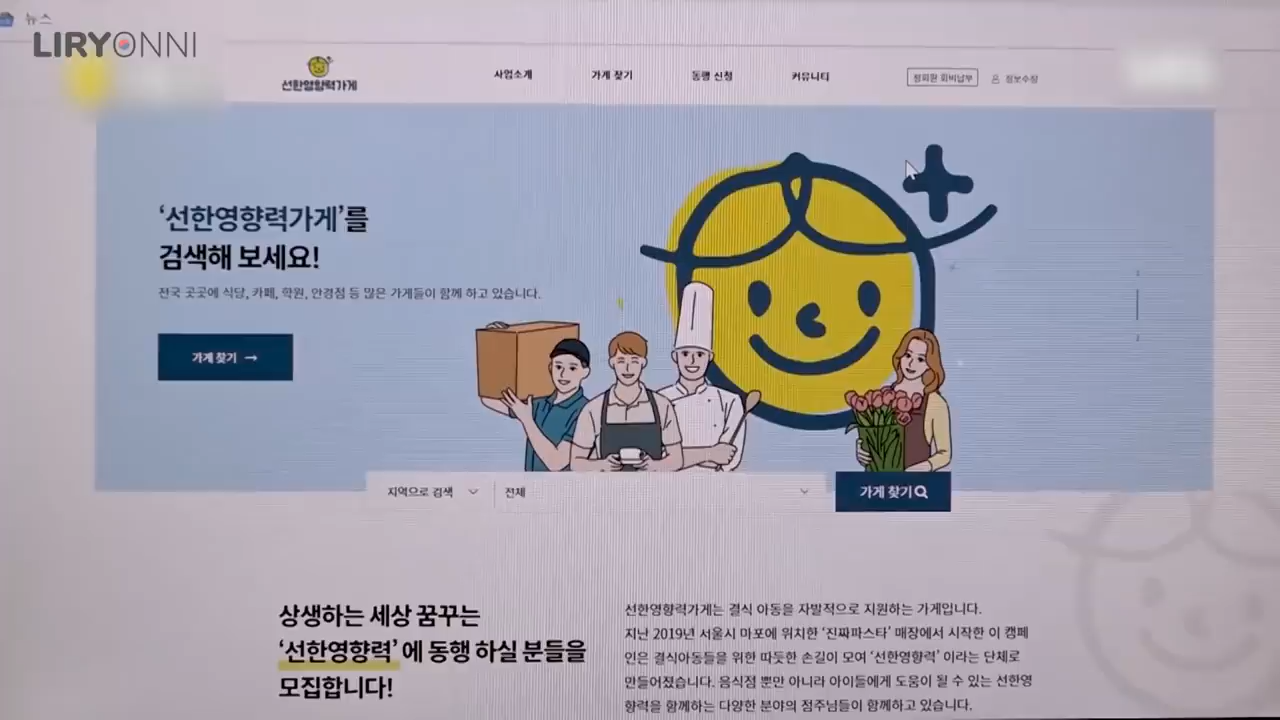 뉴스
LIRYONNI
선한영향력가게
사업소개
가게 찾기
동행 신청
커뮤니티
정회원 회비납부
정보수정
‘선한영향력가게’를
검색해 보세요!
전국 곳곳에 식당, 카페, 학원, 안경점 등 많은 가게들이 함께 하고 있습니다.
가게 찾기 →
지역으로 검색
전체
가게 찾기
상생하는 세상 꿈꾸는
‘선한영향력’ 에 동행 하실 분들을
모집합니다!
선한영향력가게는 결식 아동을 자발적으로 지원하는 가게입니다.
지난 2019년 서울시 마포에 위치한 ‘진짜파스타’ 매장에서 시작한 이 캠페
인은 결식아동들을 위한 따듯한 손길이 모여 ‘선한영향력’ 이라는 단체로
만들어졌습니다. 음식점 뿐만 아니라 아이들에게 도움이 될 수 있는 선한영
향력을 함께하는 다양한 분야의 점주님들이 함께하고 있습니다.